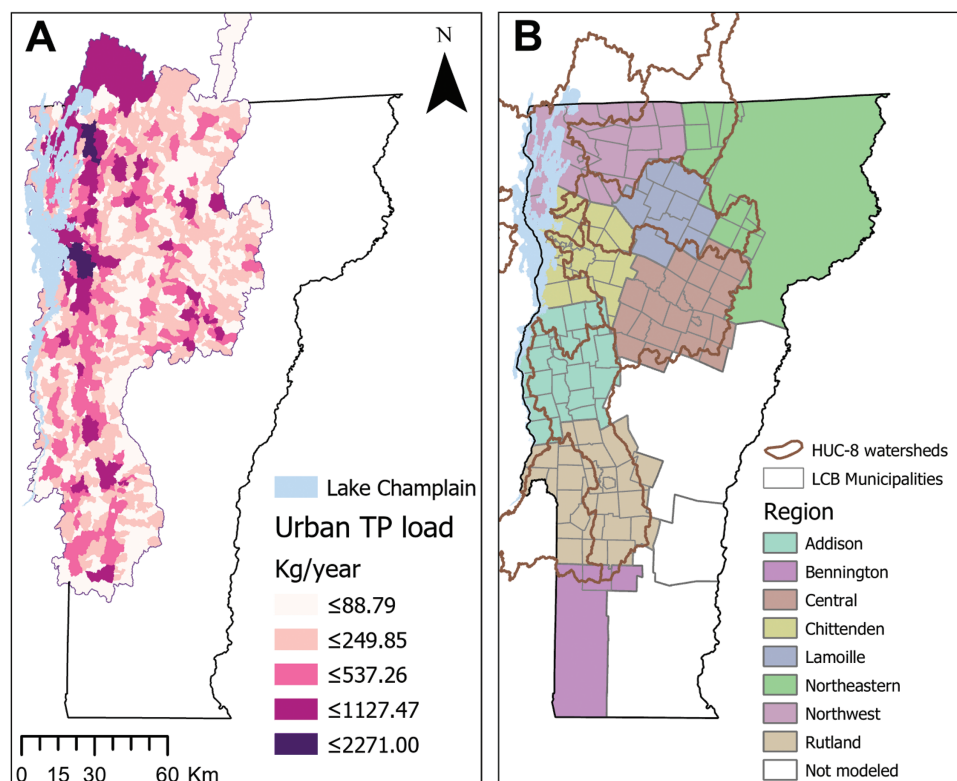 A
N
Lake Champlain
Urban TP load
Kg/year
≤88.79
≤249.85
≤537.26
≤1127.47
≤2271.00
0 15 30 60 Km
B
HUC-8 watersheds
LCB Municipalities
Region
Addison
Bennington
Central
Chittenden
Lamoille
Northeastern
Northwest
Rutland
Not modeled